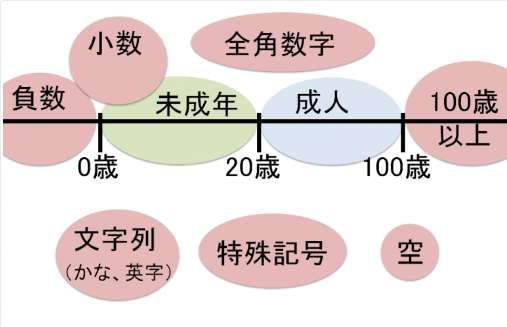 小数
全角数字
負数
未成年
成人
100歳
以上
0歳
20歳
100歳
文字列
（かな、英字）
特殊記号
空